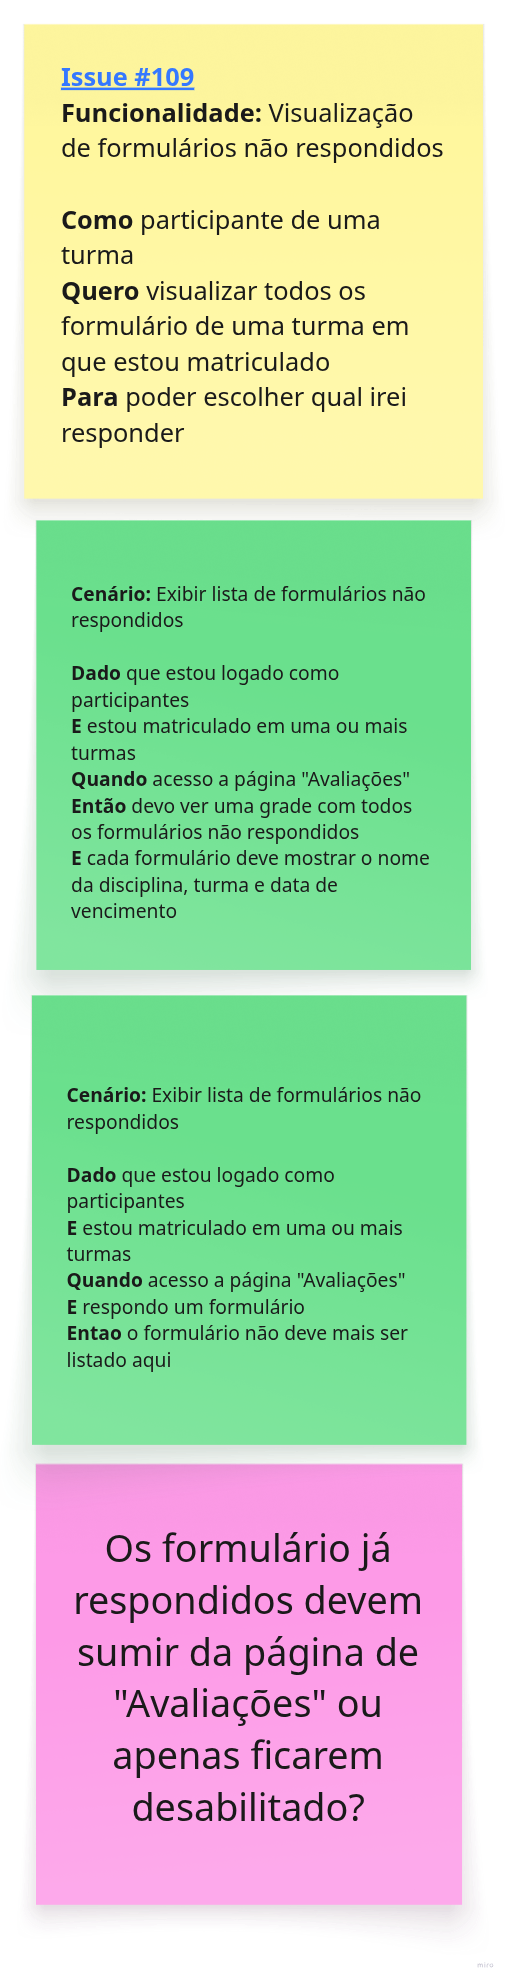 Issue #109
Funcionalidade: Visualização
de formulários não respondidos
Como participante de uma
turma
Quero visualizar todos os
formulário de uma turma em
que estou matriculado
Para poder escolher qual irei
responder
Cenário: Exibir lista de formulários não
respondidos
Dado que estou logado como
participantes
E estou matriculado em uma ou mais
turmas
Quando acesso a página "Avaliações"
Então devo ver uma grade com todos
os formulários não respondidos
E cada formulário deve mostrar o nome
da disciplina, turma e data de
vencimento
Cenário: Exibir lista de formulários não
respondidos
Dado que estou logado como
participantes
E estou matriculado em uma ou mais
turmas
Quando acesso a página "Avaliações"
E respondo um formulário
Entao o formulário não deve mais ser
listado aqui
Os formulário já
respondidos devem
sumir da página de
"Avaliações" ou
apenas ficarem
desabilitado?
miro